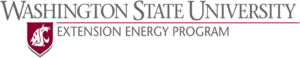 WASHINGTON STATE UNIVERSITY
EXTENSION ENERGY PROGRAM